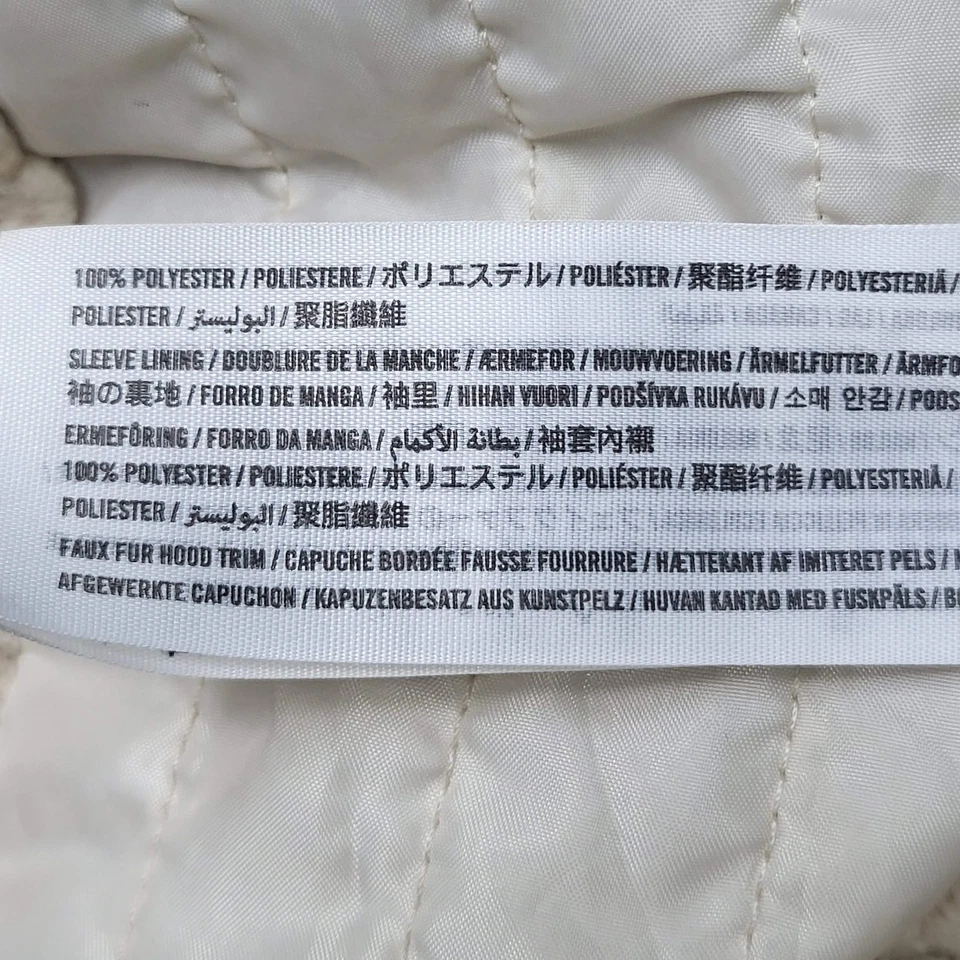 100% POLYESTER / POLIESTERE / ポリエステル / POLIÉSTER / 聚酯纤维 / POLYESTERIÄ /
POLIESTER / البوليستر / 聚脂纖維
SLEEVE LINING / DOUBLURE DE LA MANCHE / ÆRMEFOR / MOUWVOERING / ÄRMELFUTTER / ÄRMFO
袖の裏地 / FORRO DE MANGA / 袖里 / HIHAN VUORI / PODŠÍVKA RUKÁVU / 소매 안감 / PODS
ERMEFÔRING / FORRO DA MANGA / بطانة الأكمام / 袖套內襯
100% POLYESTER / POLIESTERE / ポリエステル / POLIÉSTER / 聚酯纤维 / POLYESTERIÄ /
POLIESTER / البوليستر / 聚脂纖維
FAUX FUR HOOD TRIM / CAPUCHE BORDÉE FAUSSE FOURRURE / HÆTTEKANT AF IMITERET PELS /
AFGEWERKTE CAPUCHON / KAPUZENBESATZ AUS KUNSTPELZ / HUVAN KANTAD MED FUSKPÄLS / BO